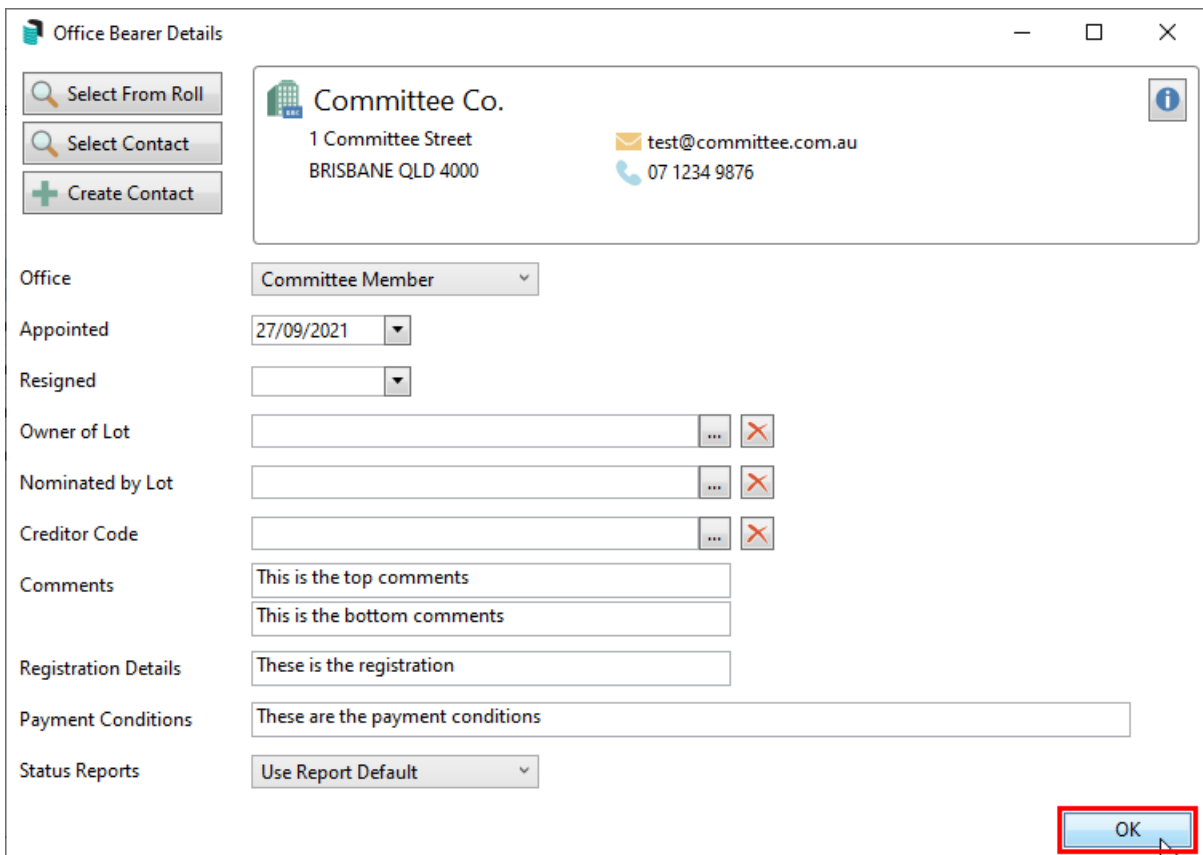 Office Bearer Details
Select From Roll
Select Contact
Create Contact
Committee Co.
1 Committee Street
BRISBANE QLD 4000
test@committee.com.au
07 1234 9876
Office
Committee Member
Appointed
27/09/2021
Resigned
Owner of Lot
...
Nominated by Lot
...
Creditor Code
...
Comments
This is the top comments
This is the bottom comments
Registration Details
These is the registration
Payment Conditions
These are the payment conditions
Status Reports
Use Report Default
OK